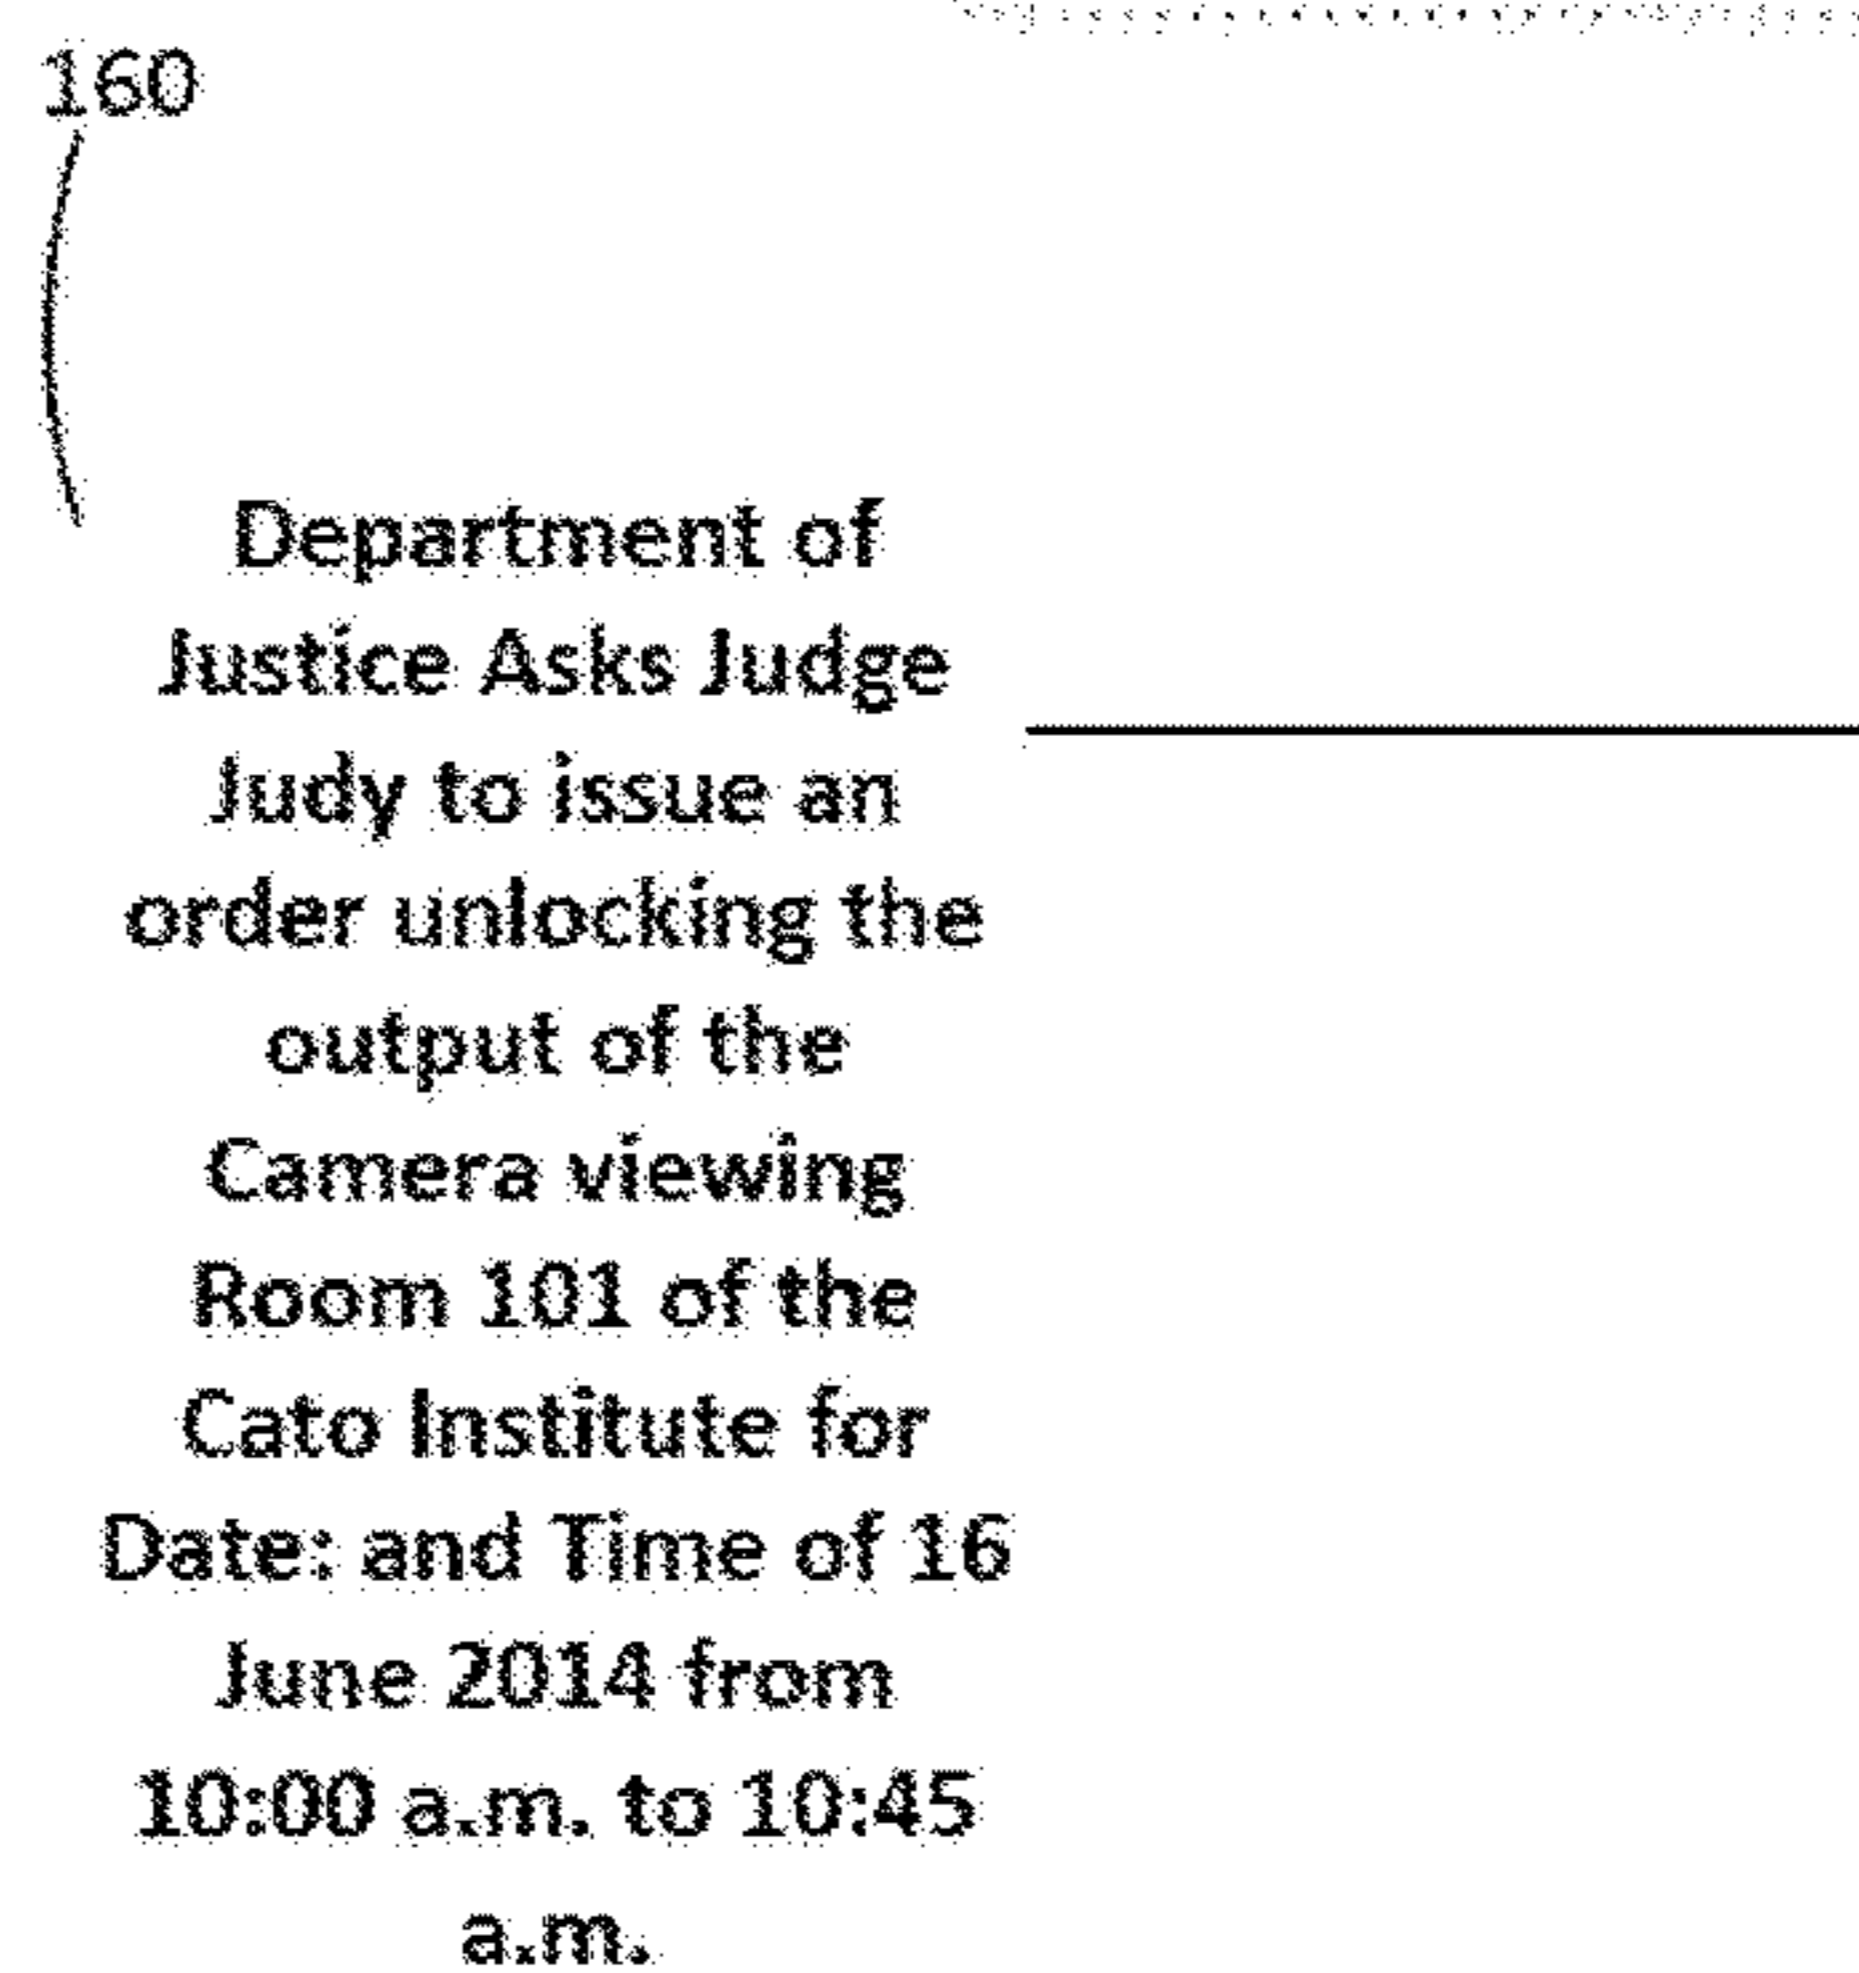 160
Department of
Justice Asks Judge
Judy to issue an
order unlocking the
output of the
Camera viewing
Room 101 of the
Cato Institute for
Date: and Time of 16
June 2014 from
10:00 a.m. to 10:45
a.m.